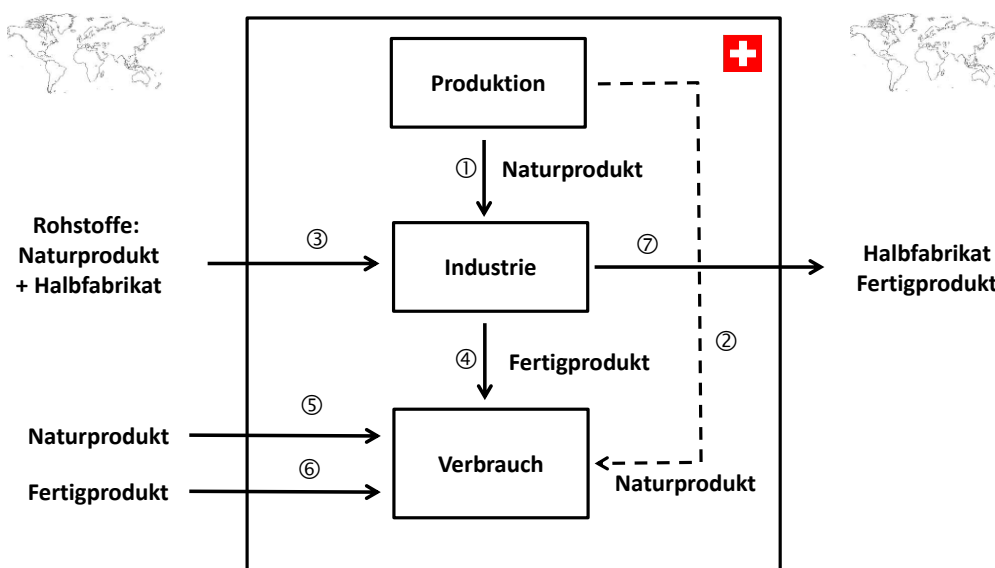 Produktion
①
Naturprodukt
Rohstoffe:
Naturprodukt
+ Halbfabrikat
③
Industrie
⑦
Halbfabrikat
Fertigprodukt
④
Fertigprodukt
②
⑤
Naturprodukt
Verbrauch
⑥
Fertigprodukt
Naturprodukt